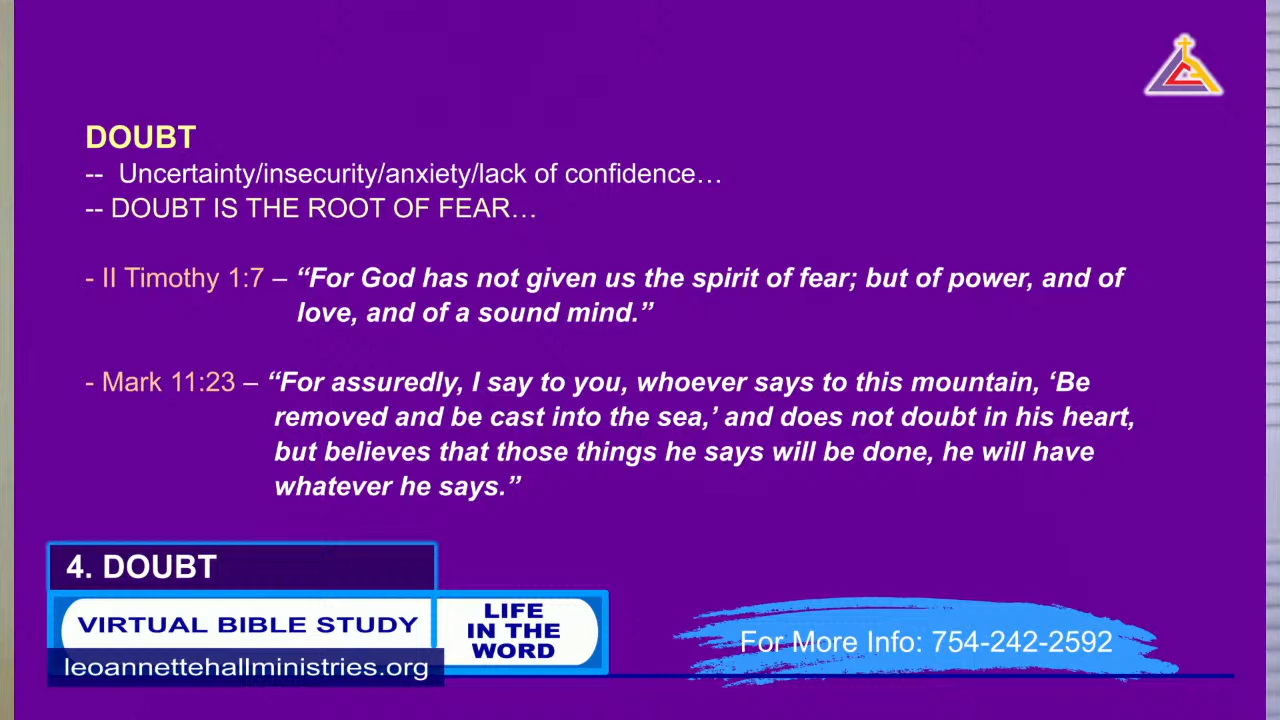 DOUBT
-- Uncertainty/insecurity/anxiety/lack of confidence…
-- DOUBT IS THE ROOT OF FEAR…
- II Timothy 1:7 – “For God has not given us the spirit of fear; but of power, and of
love, and of a sound mind.”
- Mark 11:23 – “For assuredly, I say to you, whoever says to this mountain, ‘Be
removed and be cast into the sea,’ and does not doubt in his heart,
but believes that those things he says will be done, he will have
whatever he says.”
4. DOUBT
VIRTUAL BIBLE STUDY
LIFE
IN THE
WORD
leoannettehallministries.org
For More Info: 754-242-2592